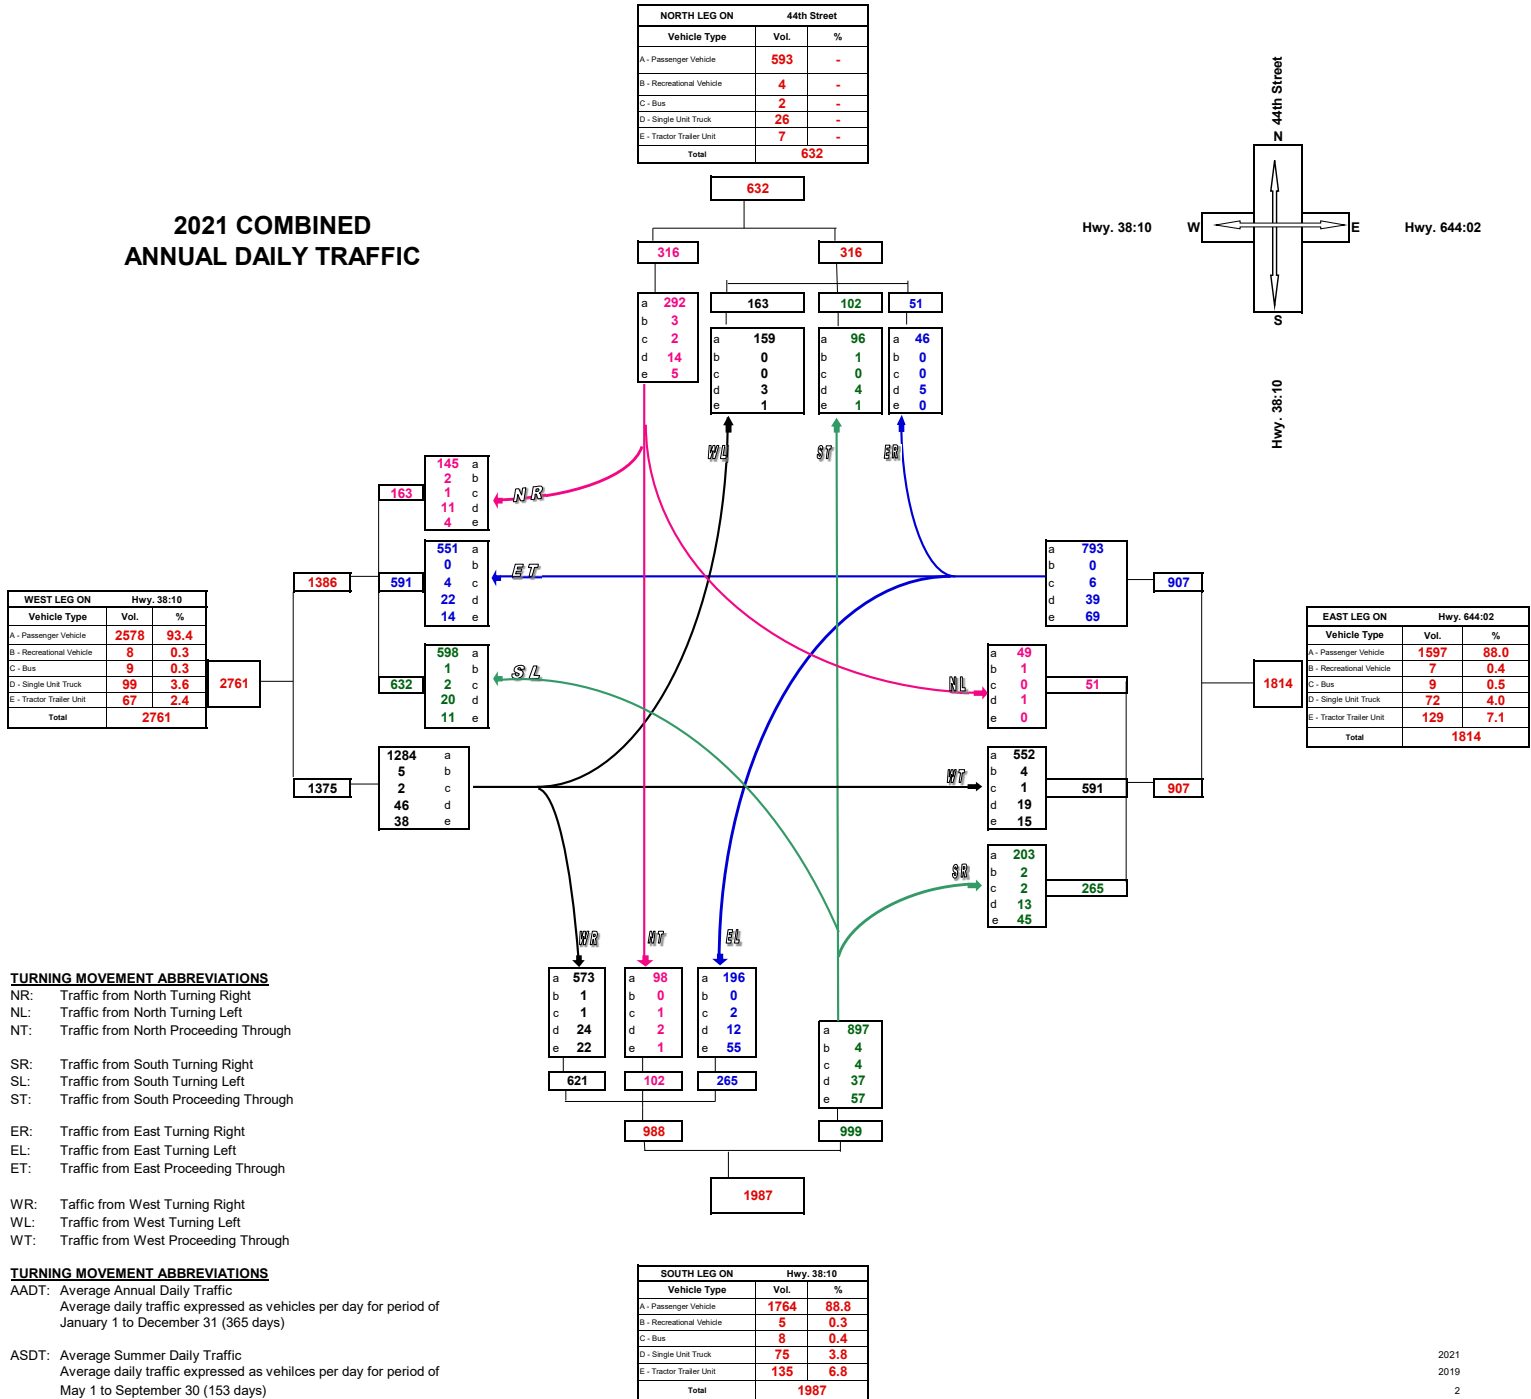 NORTH LEG ON 44th Street
Vehicle Type Vol. %
A - Passenger Vehicle 593 -
B - Recreational Vehicle 4 -
C - Bus 2 -
D - Single Unit Truck 26 -
E - Tractor Trailer Unit 7 -
Total 632
632
2021 COMBINED
ANNUAL DAILY TRAFFIC
44th Street
N
Hwy. 38:10 W E Hwy. 644:02
S
Hwy. 38:10
316 316
163 102 51
a 292
b 3
c 2
d 14
e 5
a 159
b 0
c 0
d 3
e 1
a 96
b 1
c 0
d 4
e 1
a 46
b 0
c 0
d 5
e 0
WL ST ER
145 a
2 b
1 c
11 d
4 e
163
NR
551 a
0 b
4 c
22 d
14 e
1386 591
ET
598 a
1 b
2 c
20 d
11 e
632
SL
WEST LEG ON Hwy. 38:10
Vehicle Type Vol. %
A - Passenger Vehicle 2578 93.4
B - Recreational Vehicle 8 0.3
C - Bus 9 0.3
D - Single Unit Truck 99 3.6
E - Tractor Trailer Unit 67 2.4
Total 2761
2761
1284 a
5 b
2 c
46 d
38 e
1375
a 793
b 0
c 6
d 39
e 69
907
NL
a 49
b 1
c 0
d 1
e 0
51
WT
a 552
b 4
c 1
d 19
e 15
591 907
SR
a 203
b 2
c 2
d 13
e 45
265
1814
EAST LEG ON Hwy. 644:02
Vehicle Type Vol. %
A - Passenger Vehicle 1597 88.0
B - Recreational Vehicle 7 0.4
C - Bus 9 0.5
D - Single Unit Truck 72 4.0
E - Tractor Trailer Unit 129 7.1
Total 1814
WR NT EL
a 573
b 1
c 1
d 24
e 22
621
a 98
b 0
c 1
d 2
e 1
102
a 196
b 0
c 2
d 12
e 55
265
a 897
b 4
c 4
d 37
e 57
988 999
1987
TURNING MOVEMENT ABBREVIATIONS
NR: Traffic from North Turning Right
NL: Traffic from North Turning Left
NT: Traffic from North Proceeding Through
SR: Traffic from South Turning Right
SL: Traffic from South Turning Left
ST: Traffic from South Proceeding Through
ER: Traffic from East Turning Right
EL: Traffic from East Turning Left
ET: Traffic from East Proceeding Through
WR: Taffic from West Turning Right
WL: Traffic from West Turning Left
WT: Traffic from West Proceeding Through
TURNING MOVEMENT ABBREVIATIONS
AADT: Average Annual Daily Traffic
Average daily traffic expressed as vehicles per day for period of
January 1 to December 31 (365 days)
ASDT: Average Summer Daily Traffic
Average daily traffic expressed as vehilces per day for period of
May 1 to September 30 (153 days)
SOUTH LEG ON Hwy. 38:10
Vehicle Type Vol. %
A - Passenger Vehicle 1764 88.8
B - Recreational Vehicle 5 0.3
C - Bus 8 0.4
D - Single Unit Truck 75 3.8
E - Tractor Trailer Unit 135 6.8
Total 1987
2021
2019
2